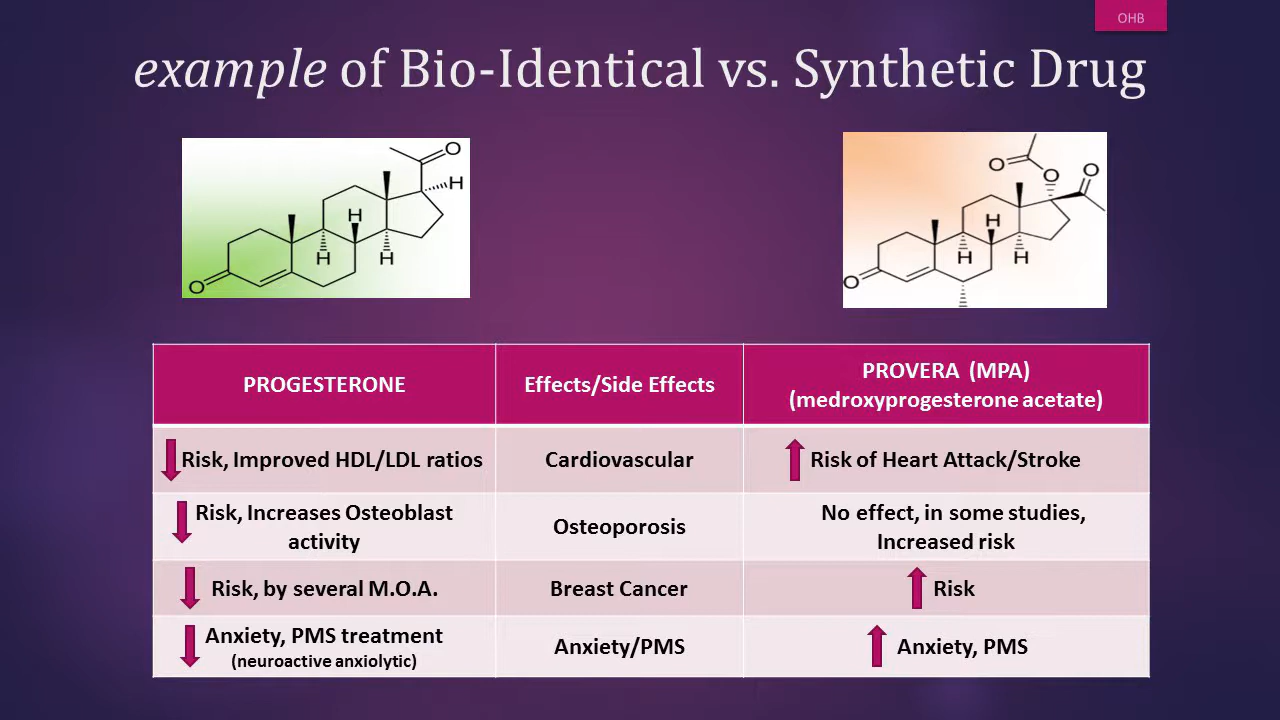 OHB
example of Bio-Identical vs. Synthetic Drug
O
H
H
H
H
O
O
O
O
H
H
H
O
PROGESTERONE
Effects/Side Effects
PROVERA (MPA)
(medroxyprogesterone acetate)
Risk, Improved HDL/LDL ratios
Cardiovascular
Risk of Heart Attack/Stroke
Risk, Increases Osteoblast
activity
Osteoporosis
No effect, in some studies,
Increased risk
Risk, by several M.O.A.
Breast Cancer
Risk
Anxiety, PMS treatment
(neuroactive anxiolytic)
Anxiety/PMS
Anxiety, PMS